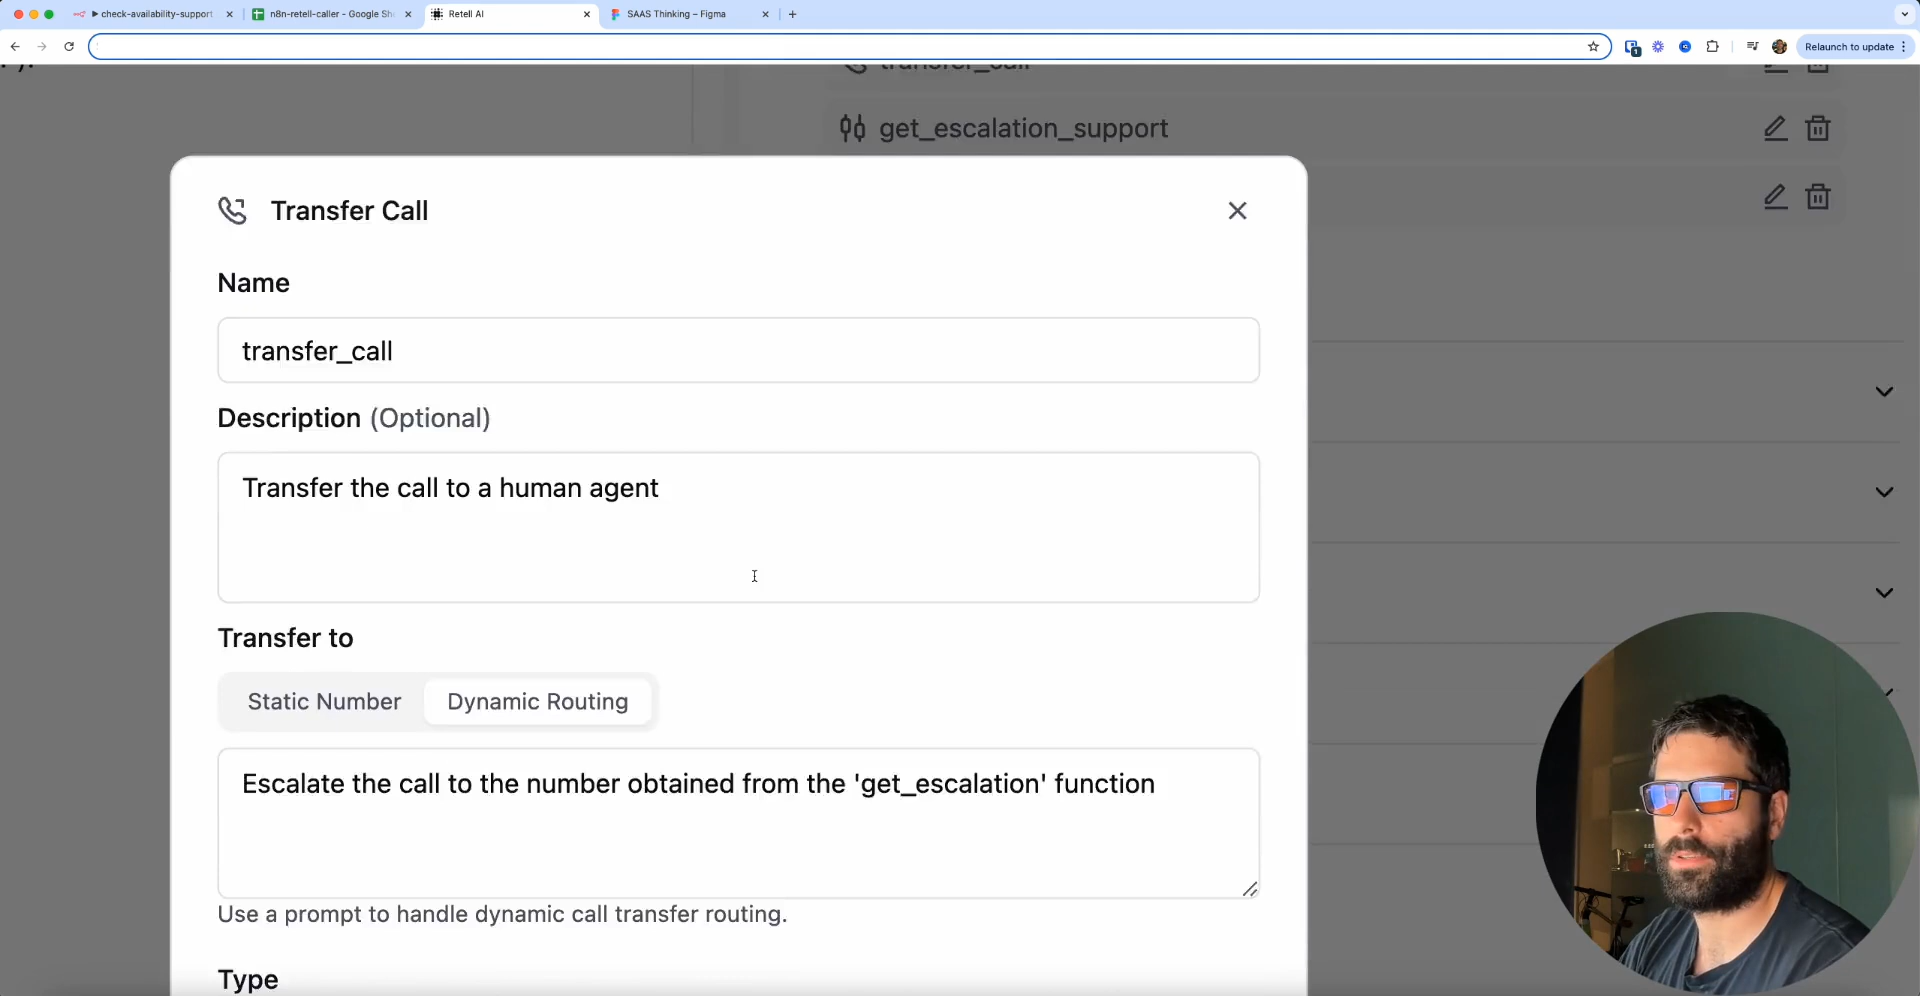 check-availability-support
n8n-retell-caller - Google Sh
Retell AI
SAAS Thinking – Figma
Relaunch to update
transfer_call
get_escalation_support
Transfer Call
Name
transfer_call
Description (Optional)
Transfer the call to a human agent
Transfer to
Static Number
Dynamic Routing
Escalate the call to the number obtained from the 'get_escalation' function
Use a prompt to handle dynamic call transfer routing.
Type